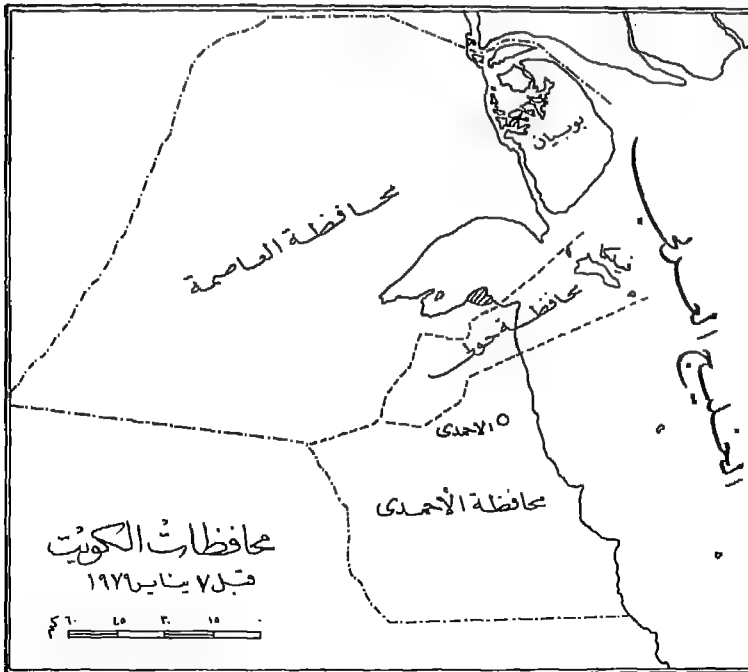 بوبيان
محافظة العاصمة
فيلكا
محافظة حولي
الخليج العربي
الاحمدى
محافظة الأحمدى
محافظات الكويت
قبل ٧ يناير ١٩٧٩
٦٠ ٤٥ ٣٠ ١٥ ٠
كم